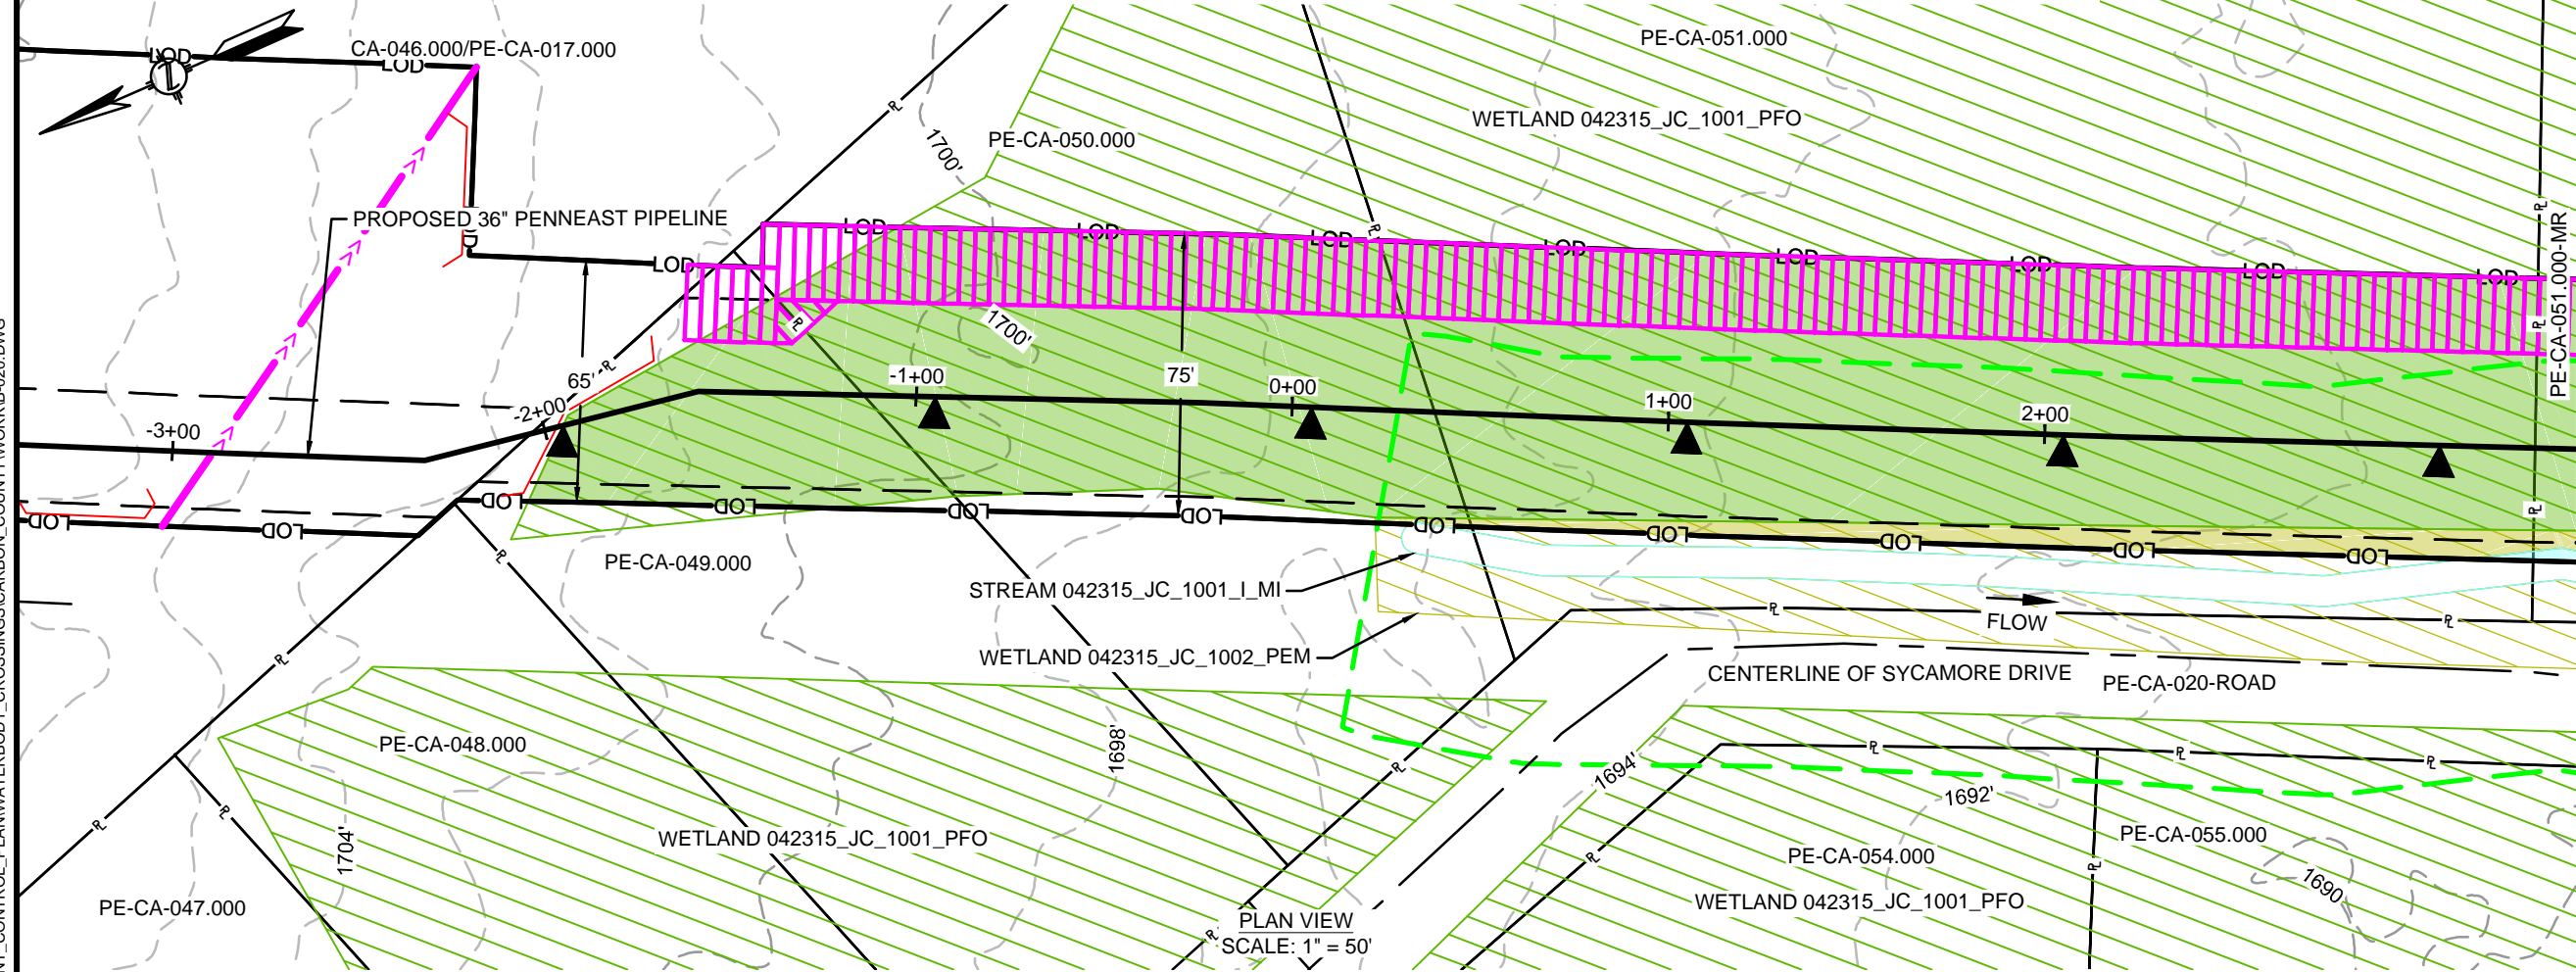 CA-046.000/PE-CA-017.000
LOD
LOD
PE-CA-051.000
WETLAND 042315_JC_1001_PFO
PE-CA-050.000
1700'
PROPOSED 36" PENNEAST PIPELINE
LOD
LOD
LOD
LOD
LOD
LOD
LOD
LOD
LOD
PE-CA-051.000-MR
1700'
65'
75'
-3+00
-2+00
-1+00
0+00
1+00
2+00
LOD
LOD
LOD
LOD
LOD
LOD
LOD
LOD
LOD
LOD
LOD
PE-CA-049.000
STREAM 042315_JC_1001_I_MI
WETLAND 042315_JC_1002_PEM
FLOW
CENTERLINE OF SYCAMORE DRIVE
PE-CA-020-ROAD
PE-CA-048.000
1698'
1694'
1692'
1704'
WETLAND 042315_JC_1001_PFO
PE-CA-055.000
PE-CA-054.000
WETLAND 042315_JC_1001_PFO
1690
PE-CA-047.000
PLAN VIEW
SCALE: 1" = 50'